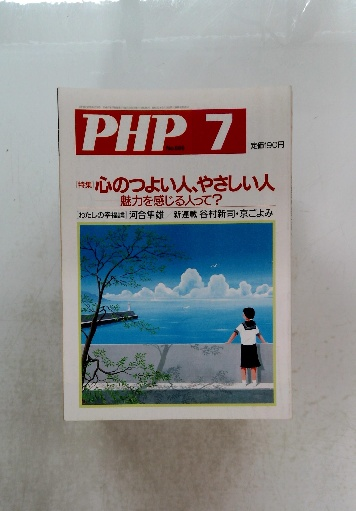 PHP 7
定価190円
特集 心のつよい人、やさしい人
魅力を感じる人って?
わたしの幸福論 河合隼雄 新連載 谷村新司・京こよみ